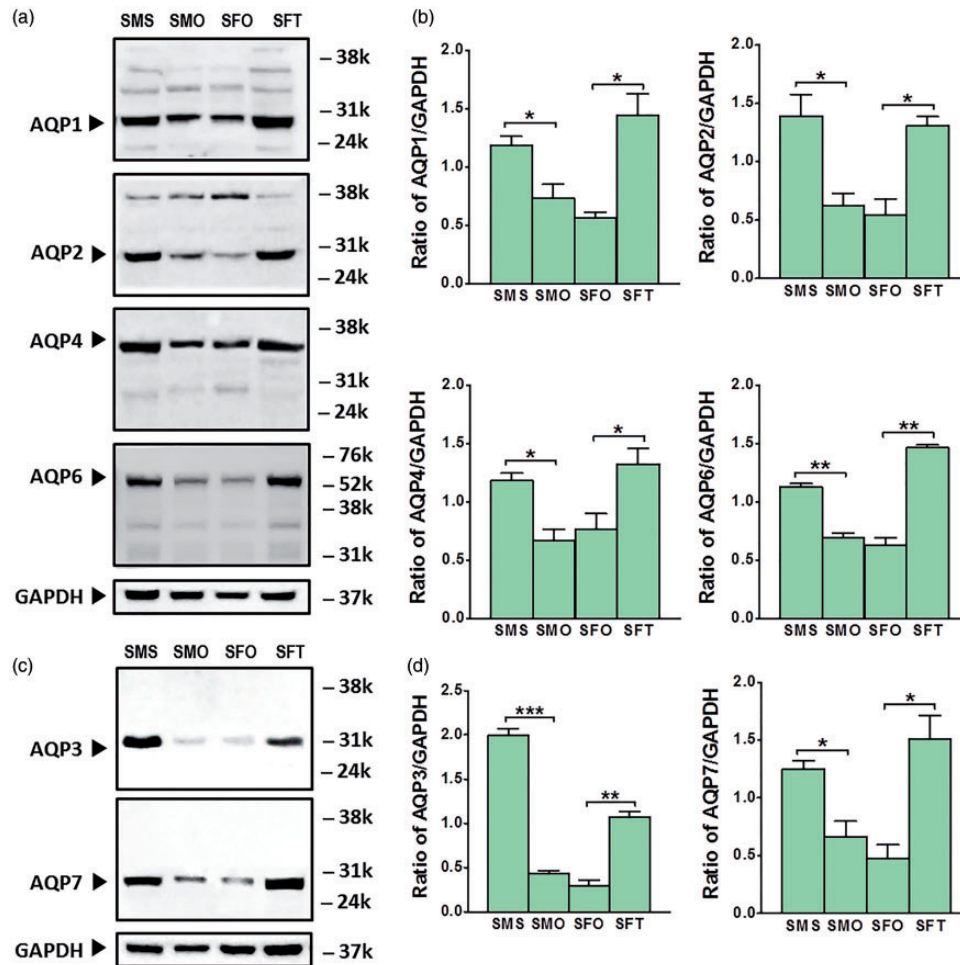 (a)
SMS SMO SFO SFT
– 38k
AQP1 ▶ – 31k
– 24k
– 38k
AQP2 ▶ – 31k
– 24k
– 38k
AQP4 ▶
– 31k
– 24k
– 76k
AQP6 ▶ – 52k
– 38k
– 31k
GAPDH ▶ – 37k
(b)
Ratio of AQP1/GAPDH
2.0
1.5
1.0
0.5
0.0
* *
SMS SMO SFO SFT
Ratio of AQP2/GAPDH
2.0
1.5
1.0
0.5
0.0
* *
SMS SMO SFO SFT
Ratio of AQP4/GAPDH
2.0
1.5
1.0
0.5
0.0
* *
SMS SMO SFO SFT
Ratio of AQP6/GAPDH
2.0
1.5
1.0
0.5
0.0
** **
SMS SMO SFO SFT
(c)
SMS SMO SFO SFT
– 38k
AQP3 ▶ – 31k
– 24k
– 38k
AQP7 ▶ – 31k
– 24k
GAPDH ▶ – 37k
(d)
Ratio of AQP3/GAPDH
2.5
2.0
1.5
1.0
0.5
0.0
*** **
SMS SMO SFO SFT
Ratio of AQP7/GAPDH
2.0
1.5
1.0
0.5
0.0
* *
SMS SMO SFO SFT